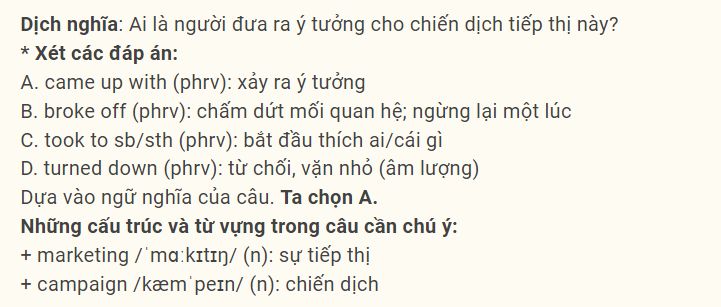 Dịch nghĩa: Ai là người đưa ra ý tưởng cho chiến dịch tiếp thị này?
* Xét các đáp án:
A. came up with (phrv): xảy ra ý tưởng
B. broke off (phrv): chấm dứt mối quan hệ; ngừng lại một lúc
C. took to sb/sth (phrv): bắt đầu thích ai/cái gì
D. turned down (phrv): từ chối, vặn nhỏ (âm lượng)
Dựa vào ngữ nghĩa của câu. Ta chọn A.
Những cấu trúc và từ vựng trong câu cần chú ý:
+ marketing /ˈmɑːkɪtɪŋ/ (n): sự tiếp thị
+ campaign /kæmˈpeɪn/ (n): chiến dịch